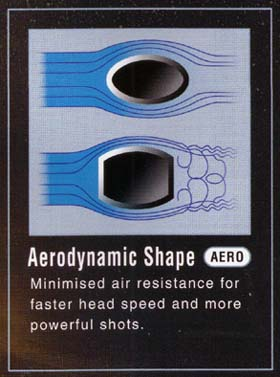 Aerodynamic Shape AERO
Minimised air resistance for
faster head speed and more
powerful shots.